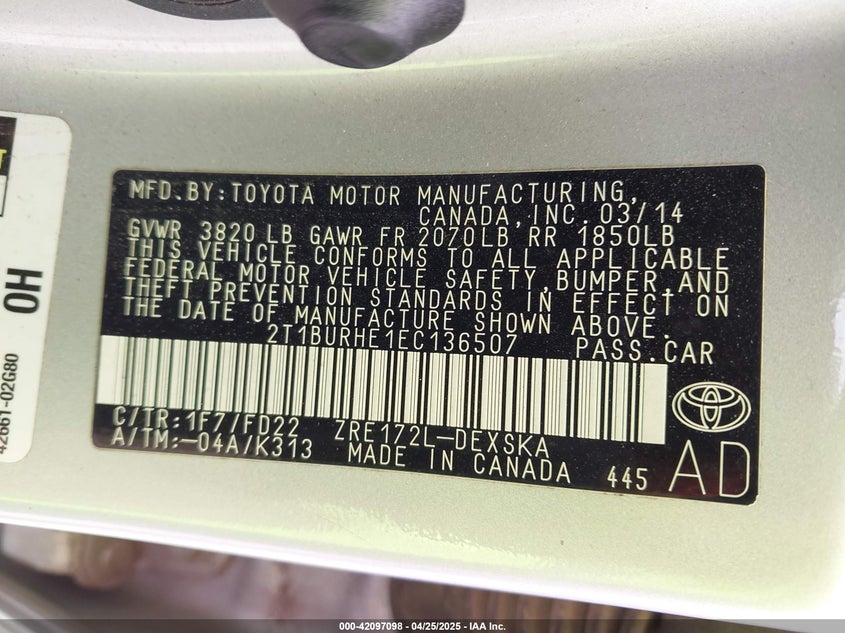 MFD.BY:TOYOTA MOTOR MANUFACTURING,
CANADA,INC.03/14
GVWR 3820 LB GAWR FR 2070LB RR 1850LB
THIS VEHICLE CONFORMS TO ALL APPLICABLE
FEDERAL MOTOR VEHICLE SAFETY,BUMPER,AND
THEFT PREVENTION STANDARDS IN EFFECT ON
THE DATE OF MANUFACTURE SHOWN ABOVE.
2T1BURHE1EC136507 PASS.CAR
C/TR:1F7/FD22 ZRE172L-DEXSKA
A/TM:-04A/K313 MADE IN CANADA 445 AD
OH
42661-02G80
000-42097098 - 04/25/2025 - IAA Inc.